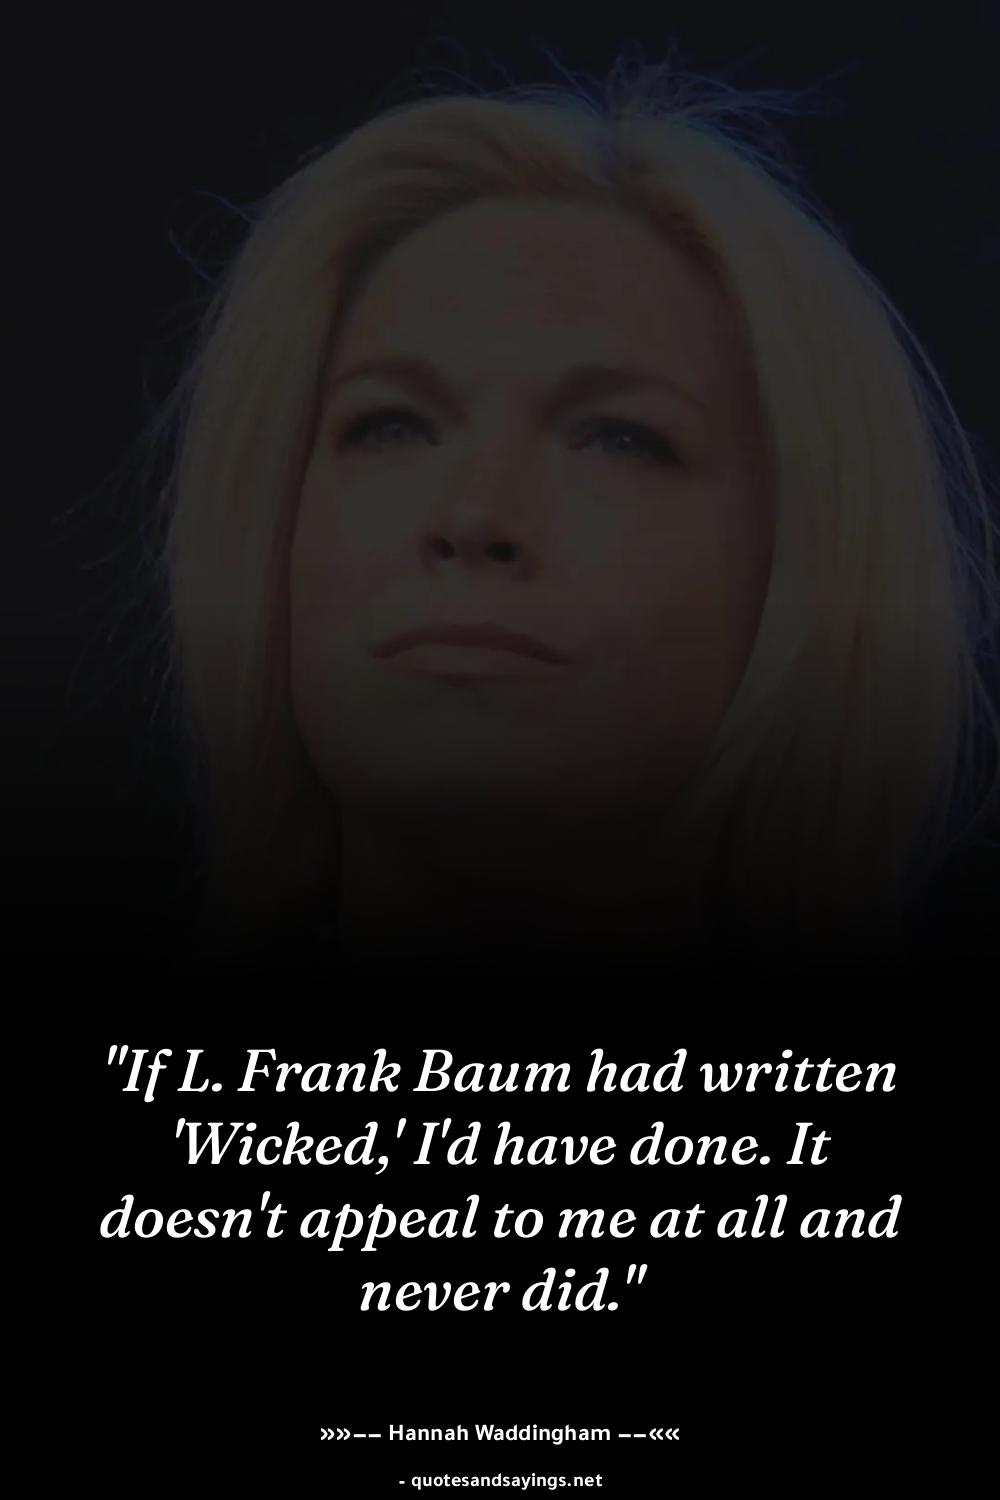 "If L. Frank Baum had written
'Wicked,' I'd have done. It
doesn't appeal to me at all and
never did."
»»−− Hannah Waddingham −−««
- quotesandsayings.net